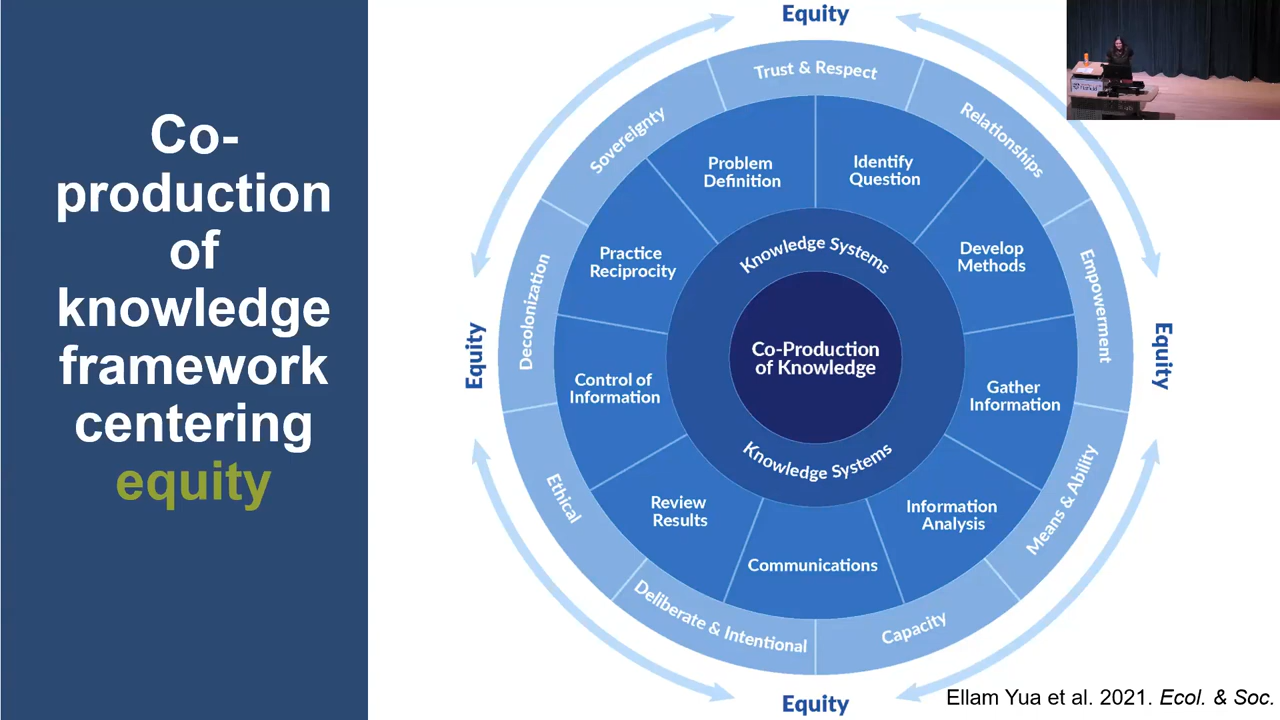 Co-
production
of
knowledge
framework
centering
equity
Equity
Trust & Respect
Relationships
Empowerment
Means & Ability
Capacity
Deliberate & Intentional
Ethical
Decolonization
Sovereignty
Equity
Equity
Equity
Problem
Definition
Identify
Question
Develop
Methods
Gather
Information
Information
Analysis
Communications
Review
Results
Control of
Information
Practice
Reciprocity
Knowledge Systems
Co-Production
of Knowledge
Knowledge Systems
Ellam Yua et al. 2021. Ecol. & Soc.